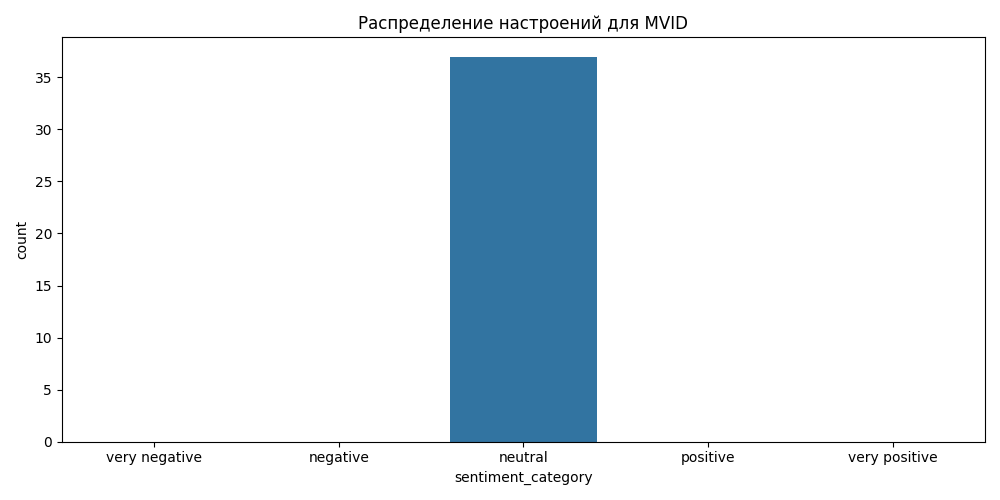 Распределение настроений для MVID
count
35
30
25
20
15
10
5
0
very negative negative neutral positive very positive
sentiment_category